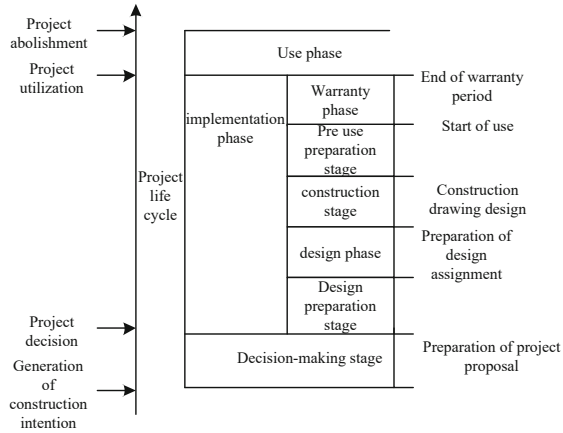 Project
abolishment
Project
utilization
Project
decision
Generation
of
construction
intention
Project
life
cycle
Use phase
implementation
phase
Warranty
phase
Pre use
preparation
stage
construction
stage
design phase
Design
preparation
stage
Decision-making stage
End of warranty
period
Start of use
Construction
drawing design
Preparation of
design
assignment
Preparation of project
proposal